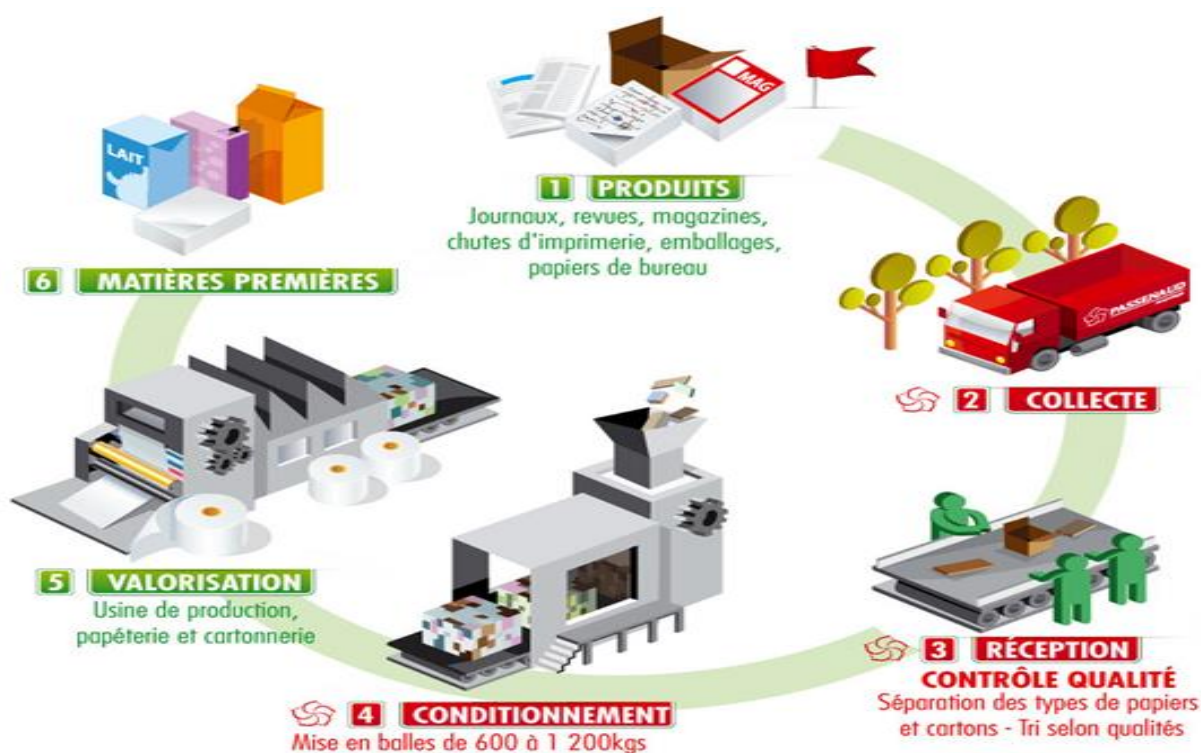 MAG
1 PRODUITS
Journaux, revues, magazines,
chutes d'imprimerie, emballages,
papiers de bureau
PASSENAUD
2 COLLECTE
3 RÉCEPTION
CONTRÔLE QUALITÉ
Séparation des types de papiers
et cartons - Tri selon qualités
4 CONDITIONNEMENT
Mise en balles de 600 à 1 200kgs
5 VALORISATION
Usine de production,
papéterie et cartonnerie
LAIT
6 MATIÈRES PREMIÈRES